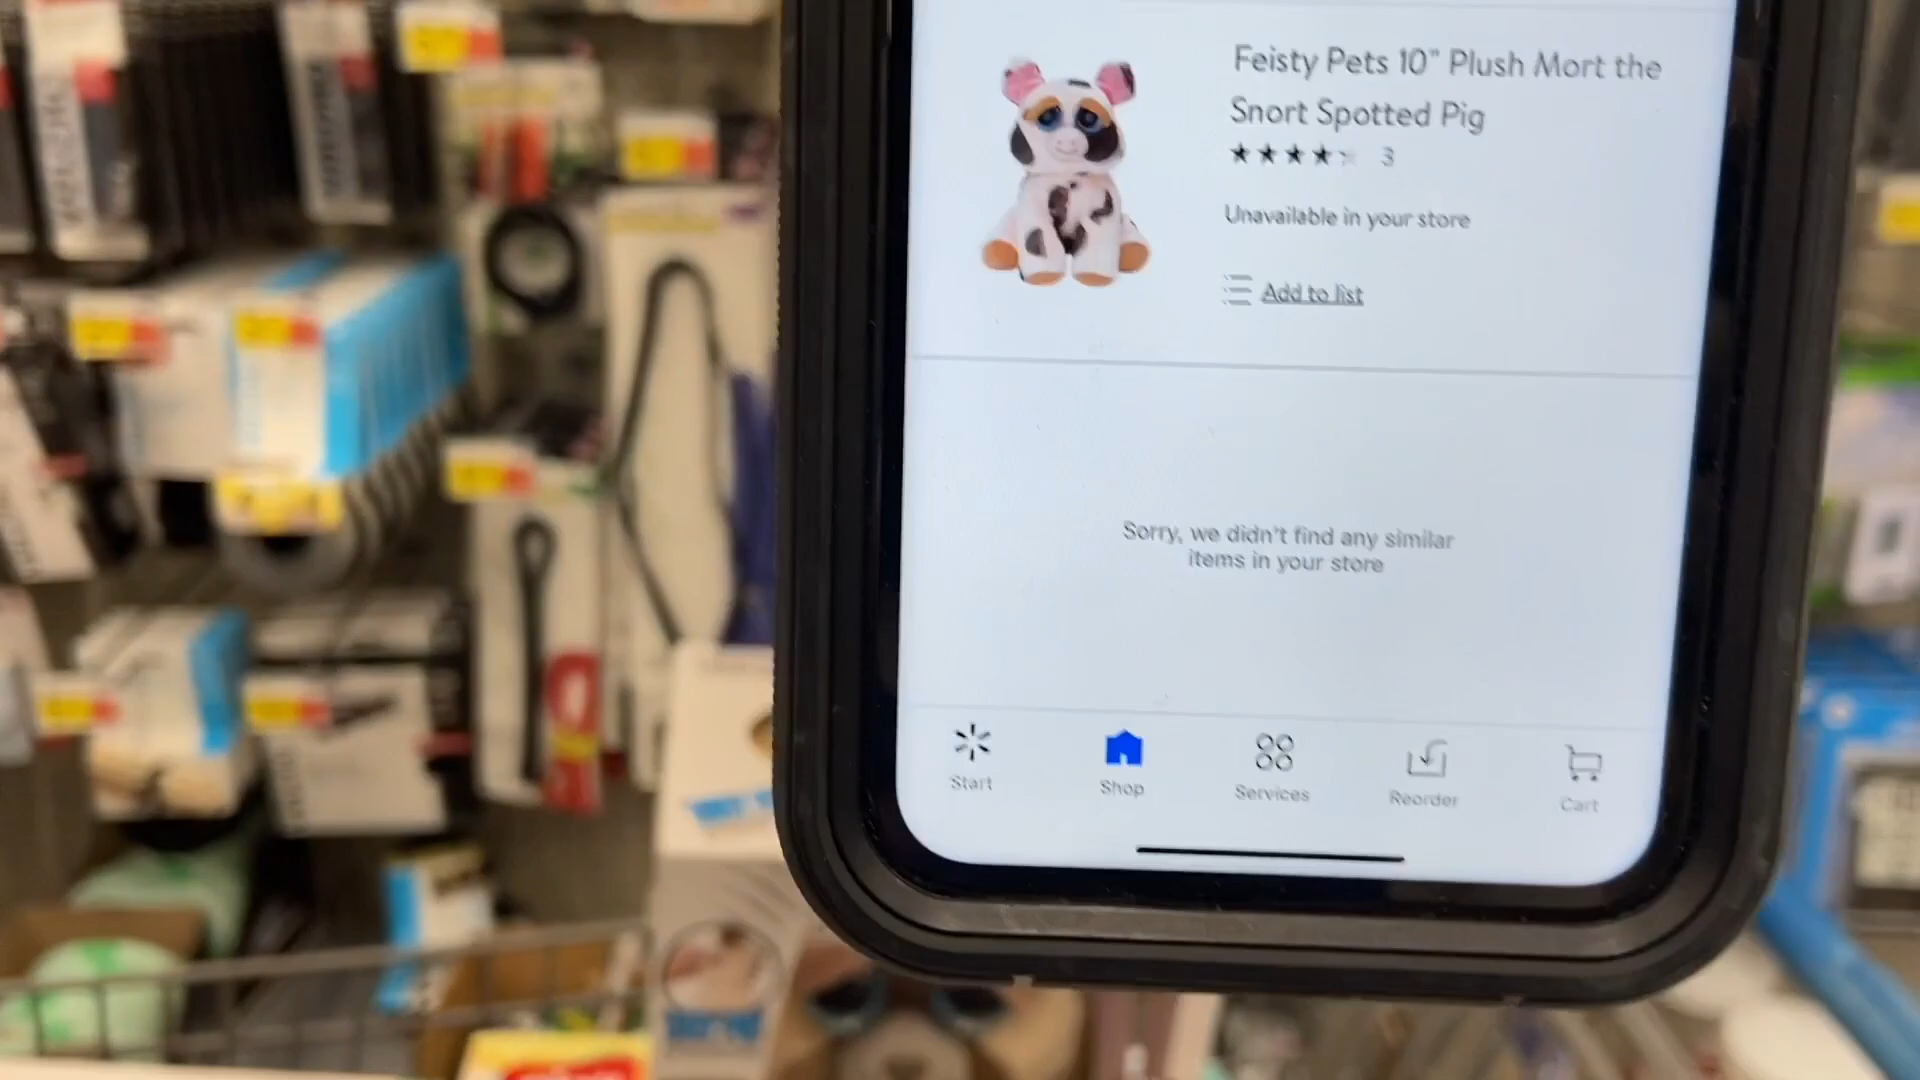 Feisty Pets 10" Plush Mort the
Snort Spotted Pig
3
Unavailable in your store
Add to list
Sorry, we didn't find any similar
items in your store
Start
Shop
Services
Reorder
Cart